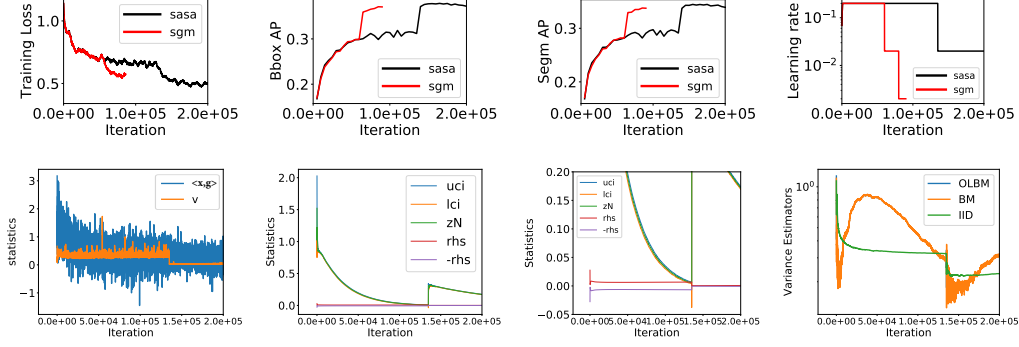 Training Loss
1.0
0.5
sasa
sgm
0.0e+00
1.0e+05
2.0e+05
Iteration
Bbox AP
0.3
0.2
sasa
sgm
0.0e+00
1.0e+05
2.0e+05
Iteration
Segm AP
0.3
0.2
sasa
sgm
0.0e+00
1.0e+05
2.0e+05
Iteration
Learning rate
10⁻¹
10⁻²
sasa
sgm
0.0e+00
1.0e+05
2.0e+05
Iteration
statistics
3
2
1
0
−1
<x,g>
v
0.0e+00 5.0e+04 1.0e+05 1.5e+05 2.0e+05
Iteration
Statistics
2.0
1.5
1.0
0.5
0.0
uci
lci
zN
rhs
-rhs
0.0e+00 5.0e+04 1.0e+05 1.5e+05 2.0e+05
Iteration
Statistics
0.20
0.15
0.10
0.05
0.00
−0.05
uci
lci
zN
rhs
-rhs
0.0e+00 5.0e+04 1.0e+05 1.5e+05 2.0e+05
Iteration
Variance Estimators
10⁰
OLBM
BM
IID
0.0e+00 5.0e+04 1.0e+05 1.5e+05 2.0e+05
Iteration